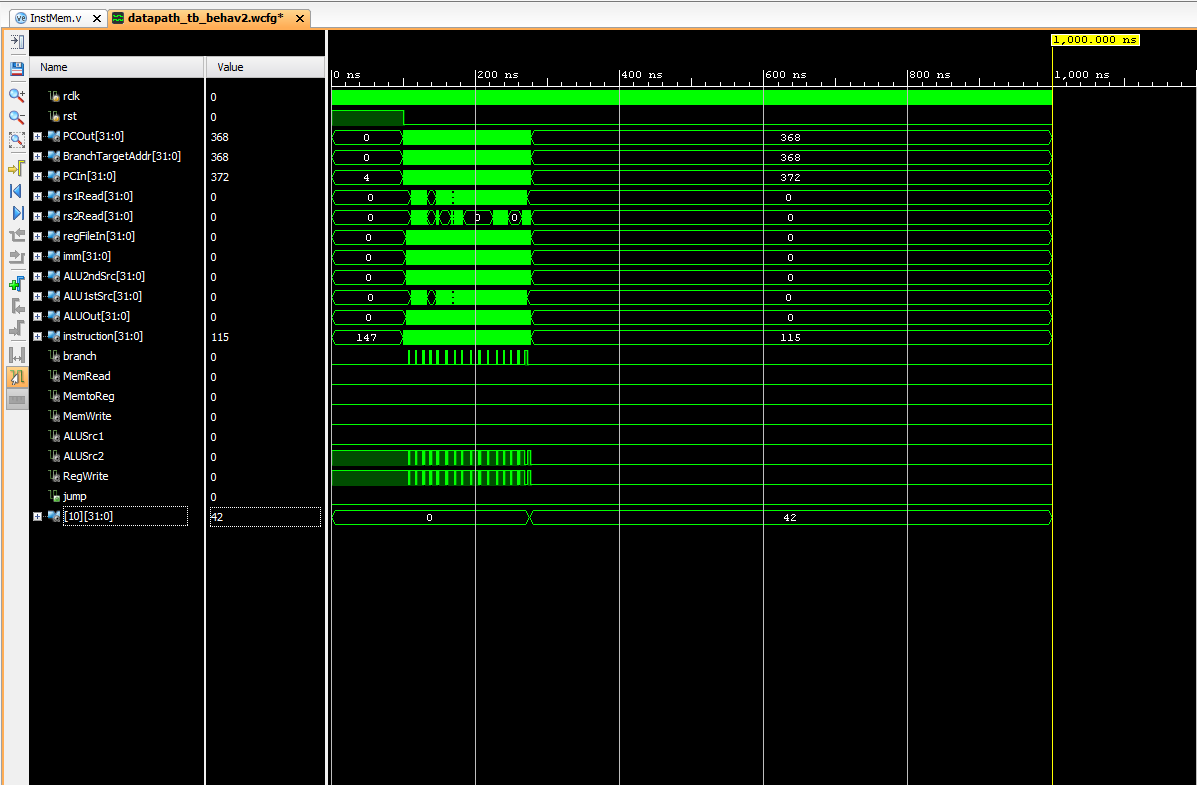 InstMem.v datapath_tb_behav2.wcfg*
1,000.000 ns
Name Value
0 ns 200 ns 400 ns 600 ns 800 ns 1,000 ns
rclk 0
rst 0
PCOut[31:0] 368 0 368
BranchTargetAddr[31:0] 368 0 368
PCIn[31:0] 372 4 372
rs1Read[31:0] 0 0 0
rs2Read[31:0] 0 0 0 0 0
regFileIn[31:0] 0 0 0
imm[31:0] 0 0 0
ALU2ndSrc[31:0] 0 0 0
ALU1stSrc[31:0] 0 0 0
ALUOut[31:0] 0 0 0
instruction[31:0] 115 147 115
branch 0
MemRead 0
MemtoReg 0
MemWrite 0
ALUSrc1 0
ALUSrc2 0
RegWrite 0
jump 0
[10][31:0] 42 0 42